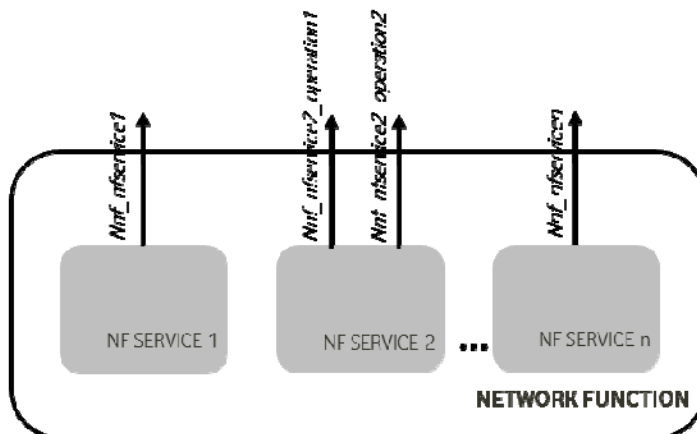 Nnf_nfservice1
Nnf_nfservice2_operation1
Nnf_nfservice2_operation2
Nnf_nfservicen
NF SERVICE 1
NF SERVICE 2
...
NF SERVICE n
NETWORK FUNCTION